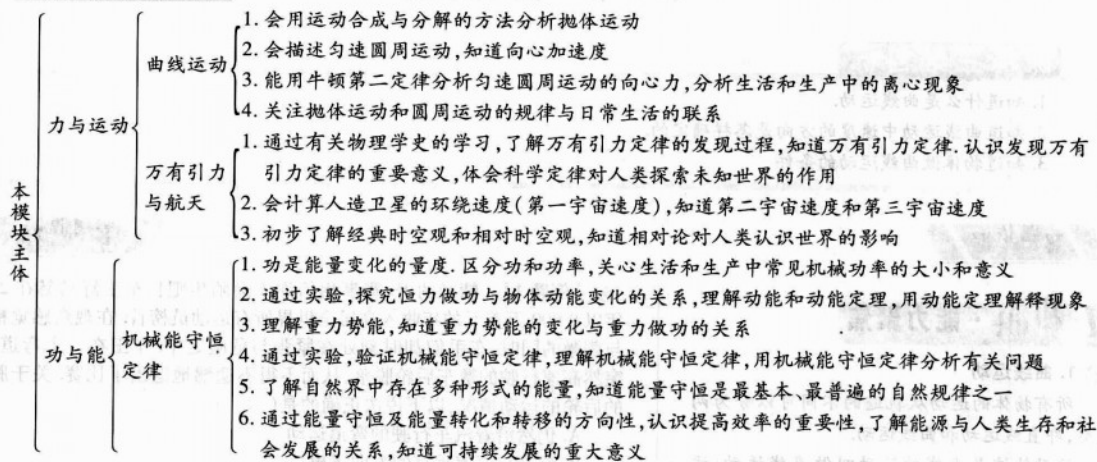 1. 会用运动合成与分解的方法分析抛体运动
2. 会描述匀速圆周运动,知道向心加速度
曲线运动
3. 能用牛顿第二定律分析匀速圆周运动的向心力,分析生活和生产中的离心现象
4. 关注抛体运动和圆周运动的规律与日常生活的联系
力与运动
1. 通过有关物理学史的学习,了解万有引力定律的发现过程,知道万有引力定律. 认识发现万有
引力定律的重要意义,体会科学定律对人类探索未知世界的作用
万有引力
与航天
2. 会计算人造卫星的环绕速度(第一宇宙速度),知道第二宇宙速度和第三宇宙速度
3. 初步了解经典时空观和相对时空观,知道相对论对人类认识世界的影响
本模块主体
1. 功是能量变化的量度. 区分功和功率,关心生活和生产中常见机械功率的大小和意义
2. 通过实验,探究恒力做功与物体动能变化的关系,理解动能和动能定理,用动能定理解释现象
3. 理解重力势能,知道重力势能的变化与重力做功的关系
功与能
机械能守恒
定律
4. 通过实验,验证机械能守恒定律.理解机械能守恒定律,用机械能守恒定律分析有关问题
5. 了解自然界中存在多种形式的能量,知道能量守恒是最基本、最普遍的自然规律之一
6. 通过能量守恒及能量转化和转移的方向性,认识提高效率的重要性,了解能源与人类生存和社
会发展的关系,知道可持续发展的重大意义